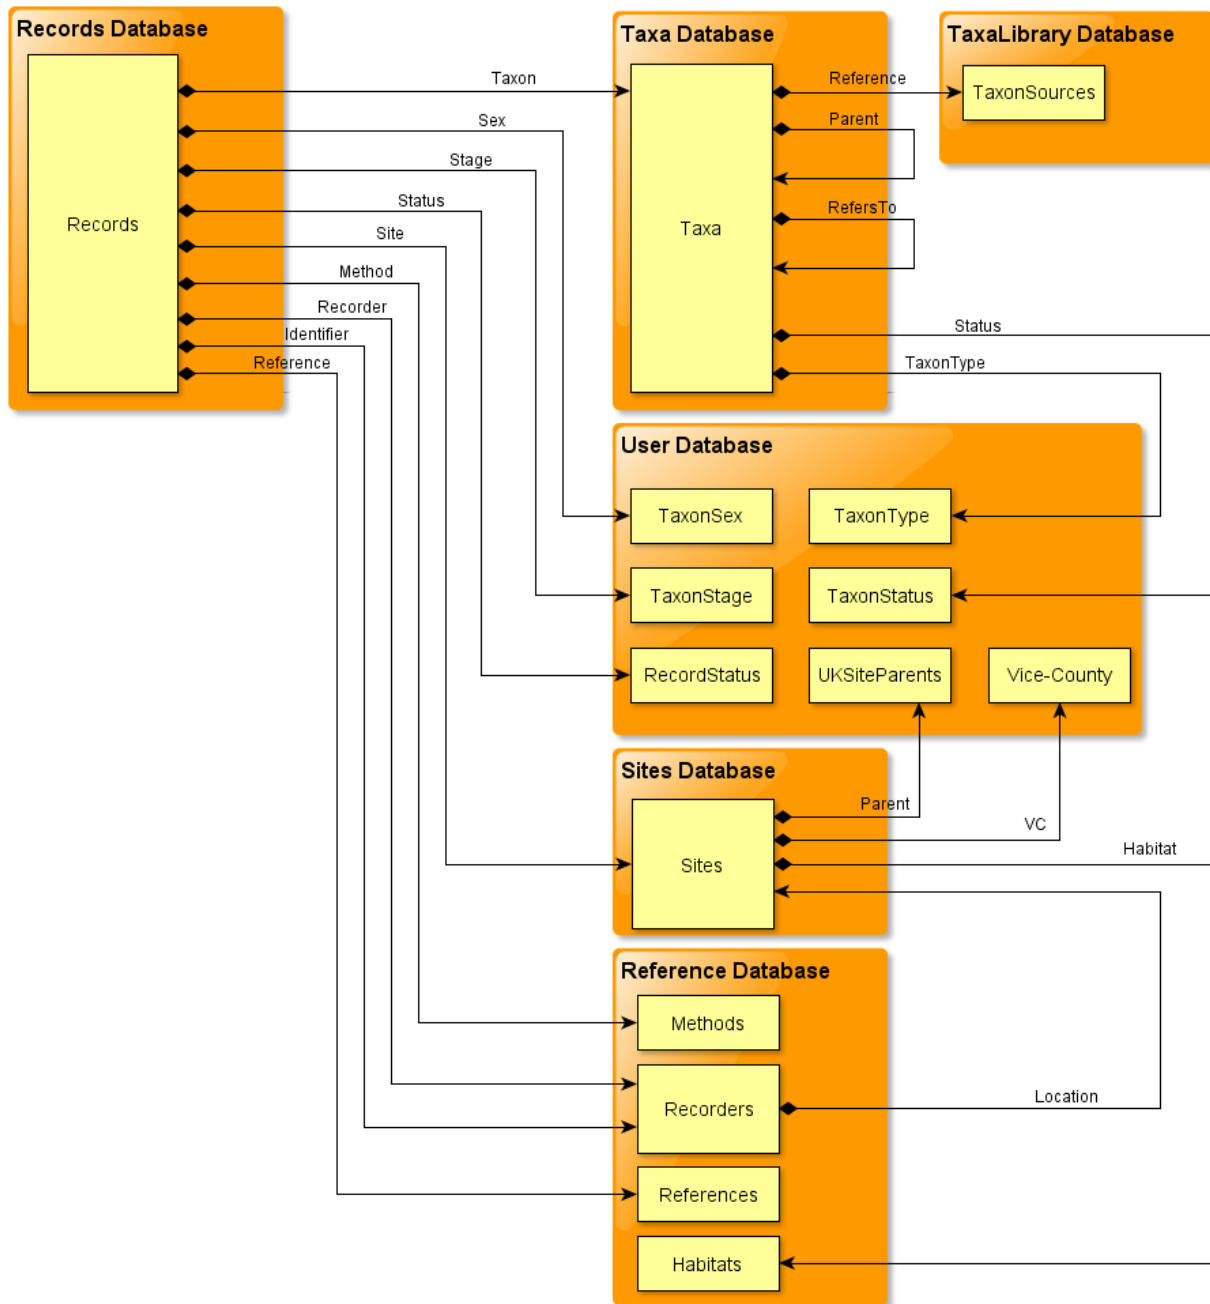 Records Database
Taxa Database
TaxaLibrary Database
Records
Taxon
Sex
Stage
Status
Site
Method
Recorder
Identifier
Reference
Taxa
Reference
Parent
RefersTo
Status
TaxonType
TaxonSources
User Database
TaxonSex
TaxonType
TaxonStage
TaxonStatus
RecordStatus
UKSiteParents
Vice-County
Sites Database
Sites
Parent
VC
Habitat
Reference Database
Methods
Recorders
Location
References
Habitats